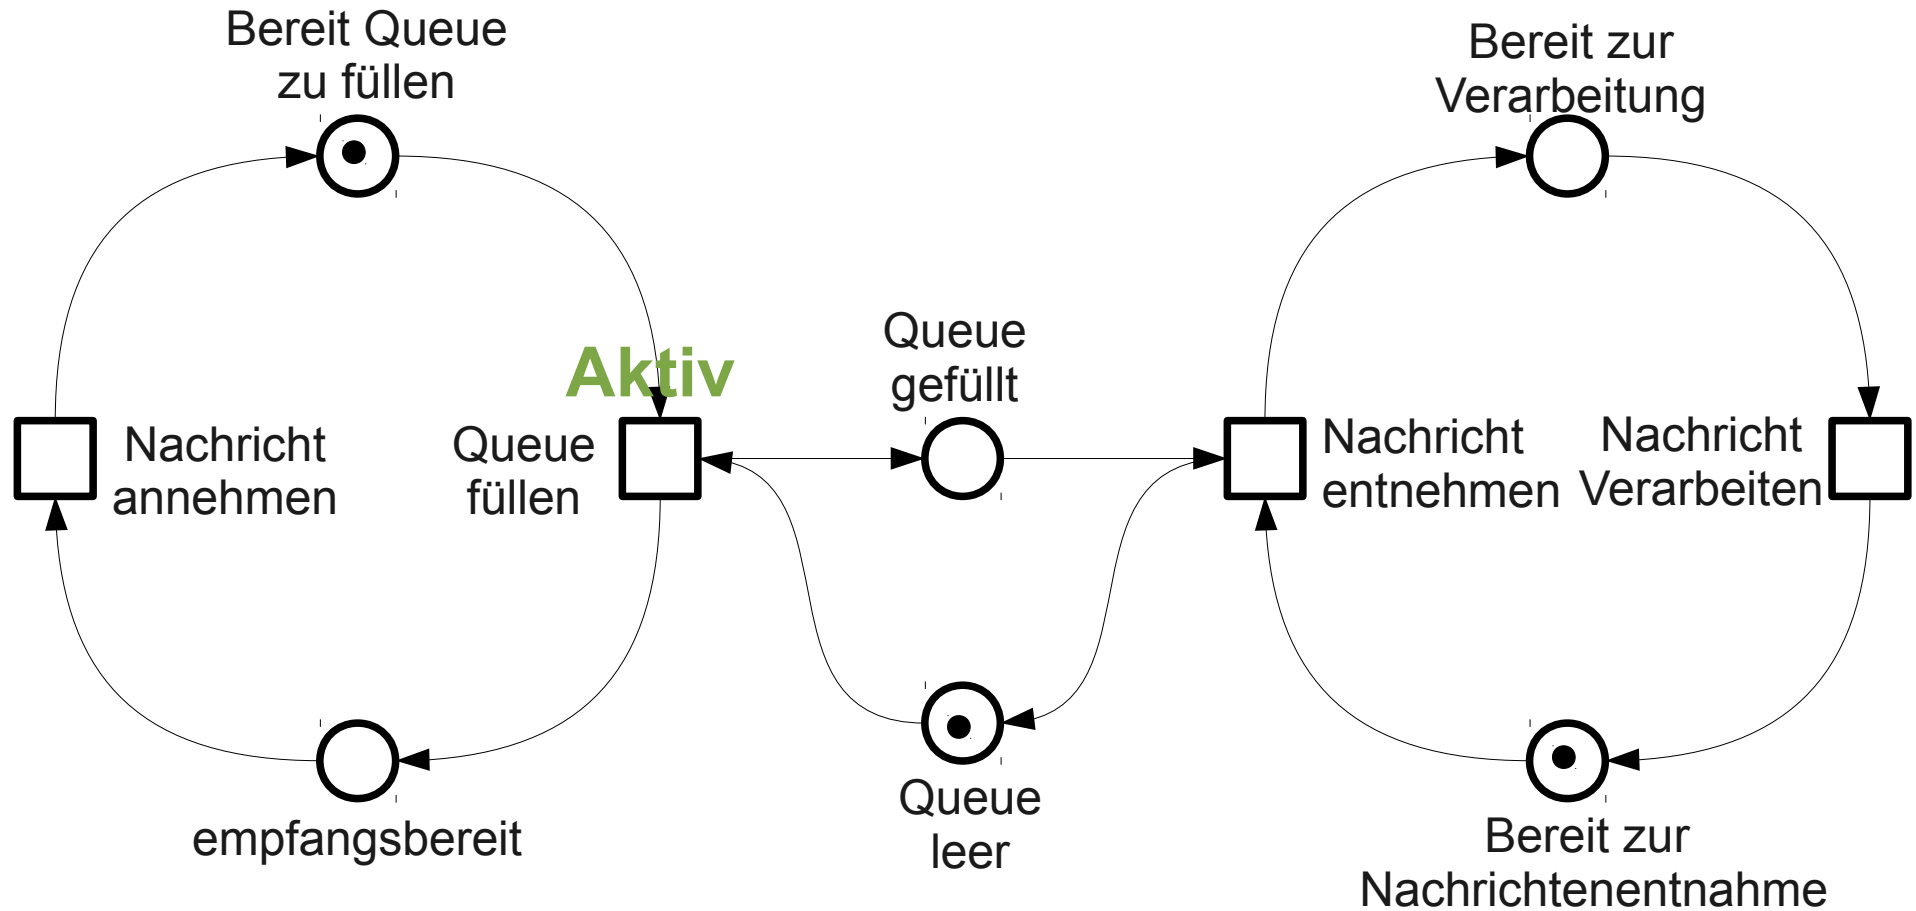 Bereit Queue
zu füllen
Bereit zur
Verarbeitung
Aktiv
Queue
gefüllt
Nachricht
annehmen
Queue
füllen
Nachricht
entnehmen
Nachricht
Verarbeiten
empfangsbereit
Queue
leer
Bereit zur
Nachrichtenentnahme